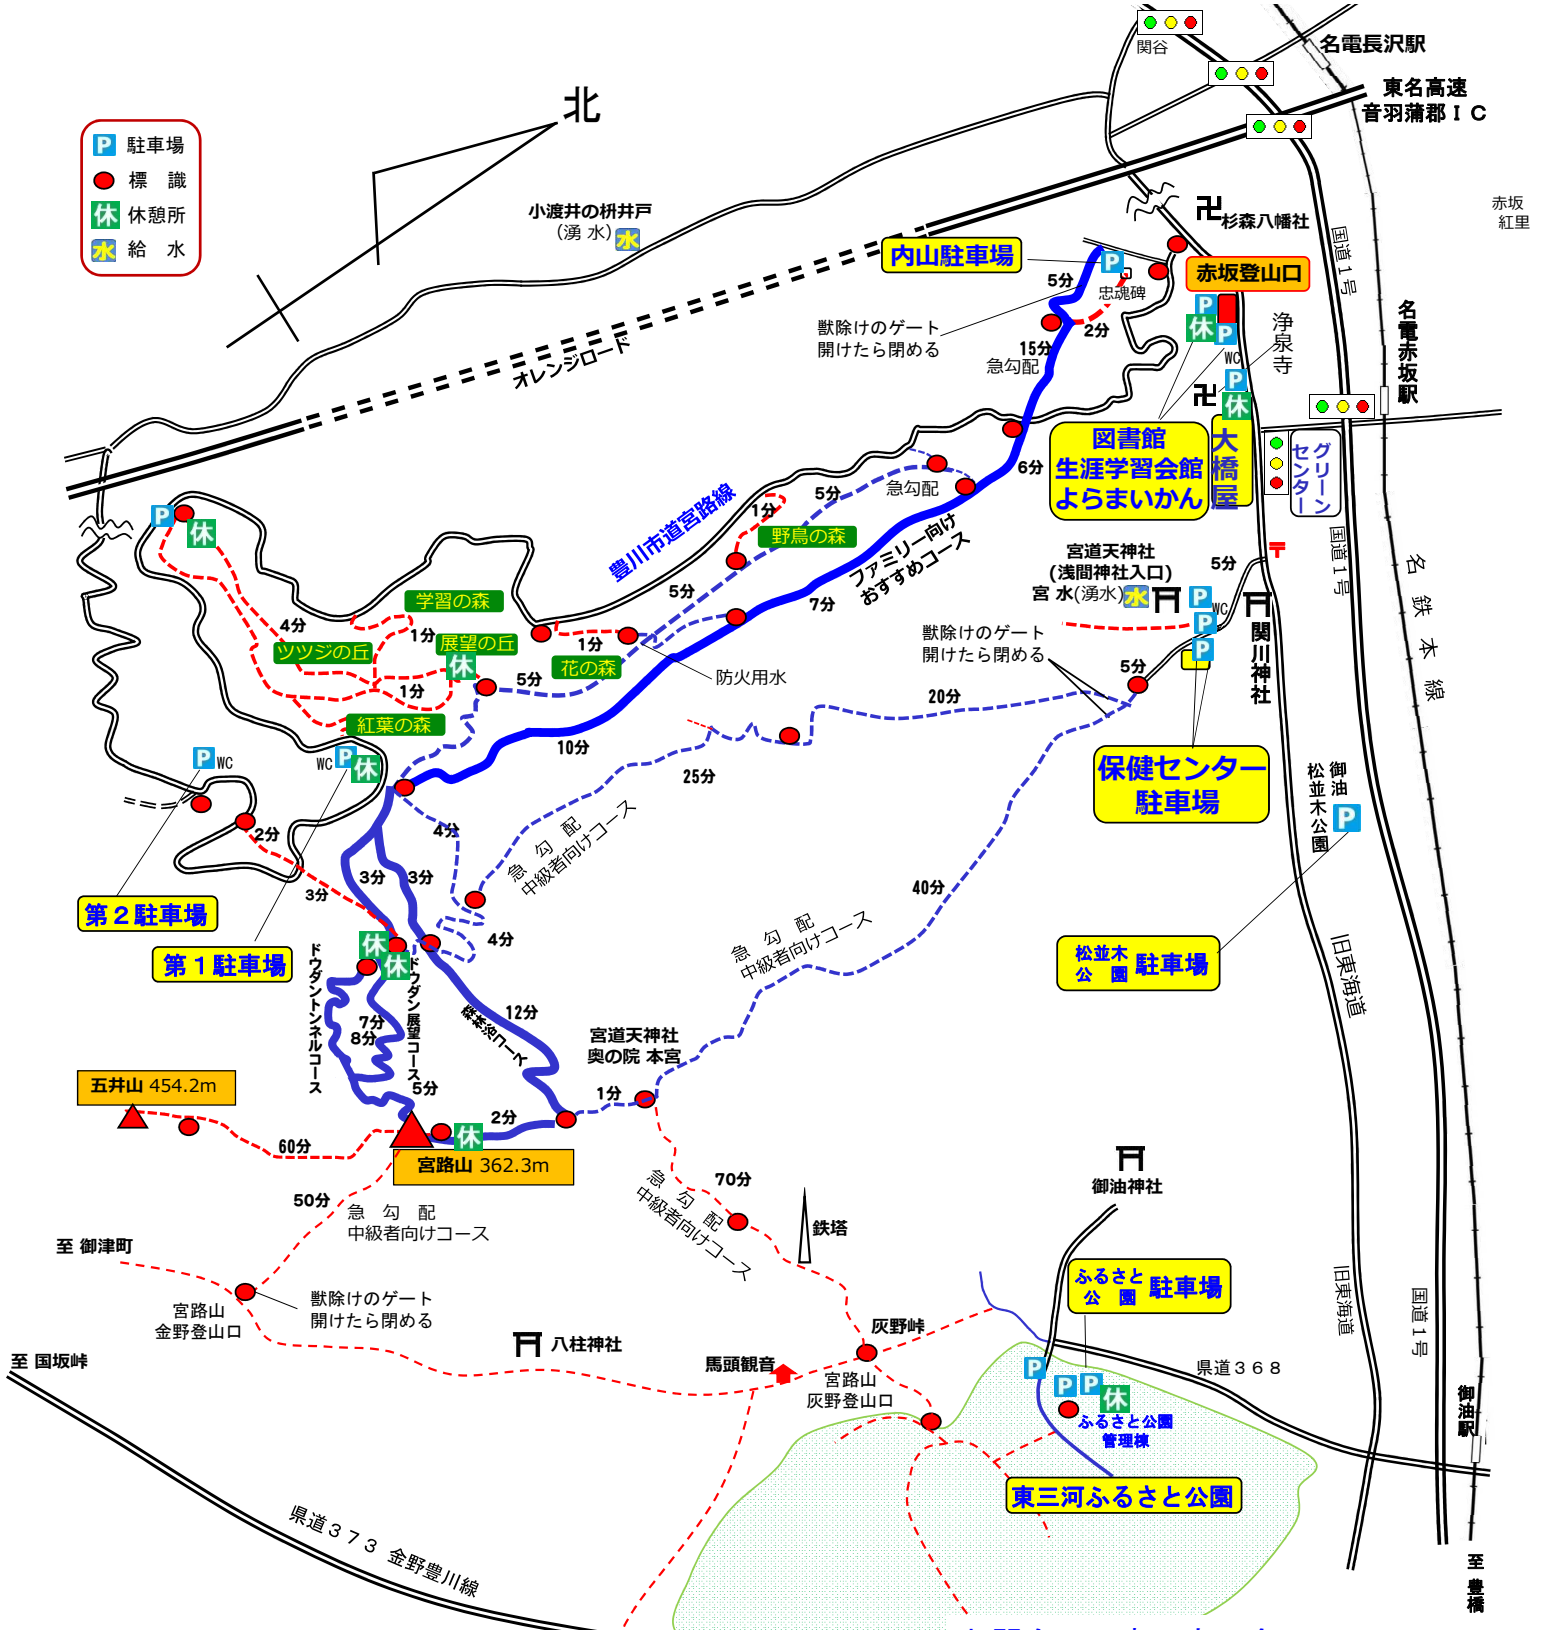 北
P 駐車場
標 識
休 休憩所
水 給 水
関谷
名電長沢駅
東名高速
音羽蒲郡ＩＣ
赤坂
紅里
小渡井の枡井戸
(湧 水)
水
オレンジロード
杉森八幡社
国道１号
内山駐車場
P
忠魂碑
赤坂登山口
5分
2分
15分
急勾配
獣除けのゲート
開けたら閉める
P
休
P
WC
浄泉寺
P
休
名電赤坂駅
図書館
生涯学習会館
よらまいかん
大橋屋
グリーン
センター
6分
急勾配
5分
1分
野鳥の森
豊川市道宮路線
ファミリー向け
おすすめコース
7分
5分
P
休
学習の森
4分
1分
ツツジの丘
展望の丘
休
1分
花の森
5分
1分
紅葉の森
防火用水
10分
宮道天神社
(浅間神社入口)
宮 水(湧水)
水
5分
〒
P
WC
P
P
関川神社
国道１号
名鉄本線
獣除けのゲート
開けたら閉める
5分
20分
25分
保健センター
駐車場
御油
松並木公園
P
P
WC
WC
P
休
2分
3分
第２駐車場
第１駐車場
4分
3分
3分
4分
急 勾 配
中級者向けコース
40分
急 勾 配
中級者向けコース
松並木
公 園
駐車場
旧東海道
休
休
ドウダントンネルコース
ドウダン展望コース
7分
8分
5分
12分
森林浴コース
宮道天神社
奥の院 本宮
1分
2分
休
五井山 454.2m
60分
宮路山 362.3m
50分
急 勾 配
中級者向けコース
至 御津町
宮路山
金野登山口
獣除けのゲート
開けたら閉める
70分
急 勾 配
中級者向けコース
鉄塔
御油神社
ふるさと
公 園
駐車場
旧東海道
国道１号
八柱神社
馬頭観音
灰野峠
宮路山
灰野登山口
県道３６８
P
P
P
休
ふるさと公園
管理棟
東三河ふるさと公園
御油駅
至 国坂峠
県道３７３ 金野豊川線
至 豊橋